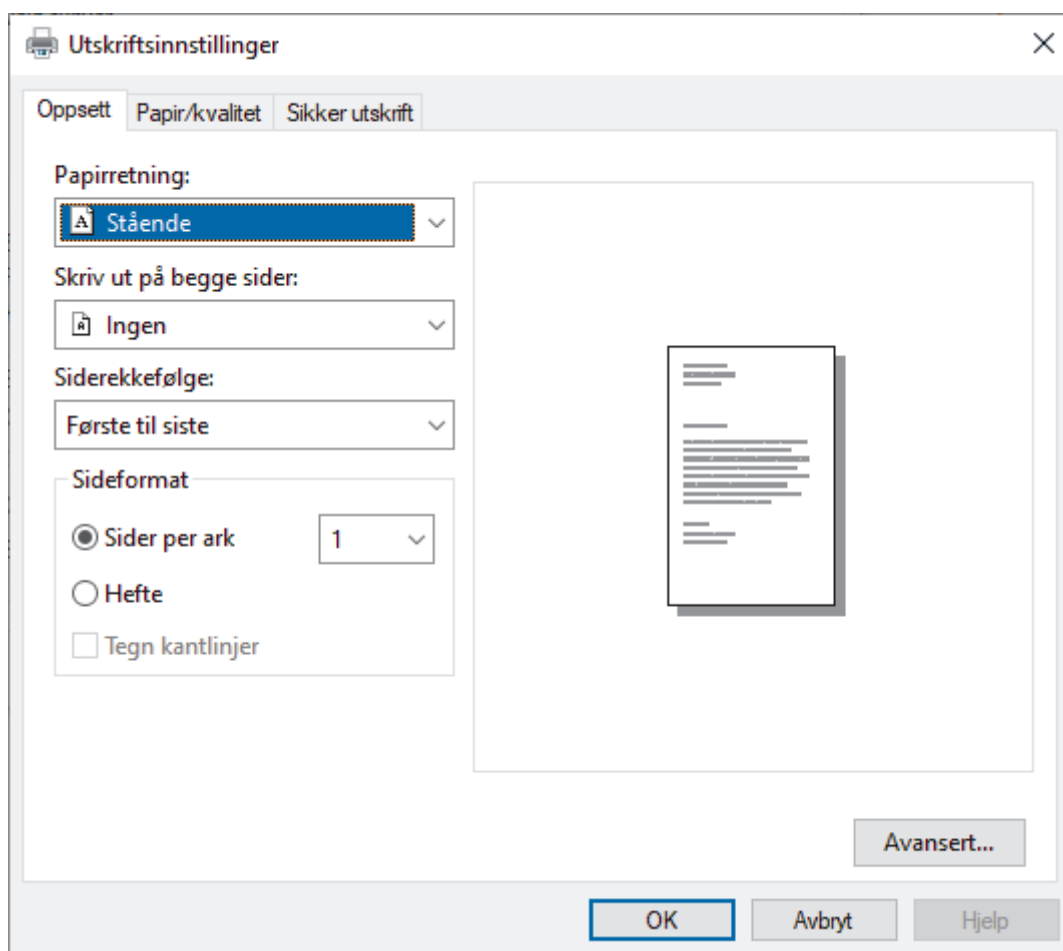 Utskriftsinnstillinger
Oppsett Papir/kvalitet Sikker utskrift
Papirretning:
Stående
Skriv ut på begge sider:
Ingen
Siderekkefølge:
Første til siste
Sideformat
Sider per ark 1
Hefte
Tegn kantlinjer
Avansert...
OK Avbryt Hjelp